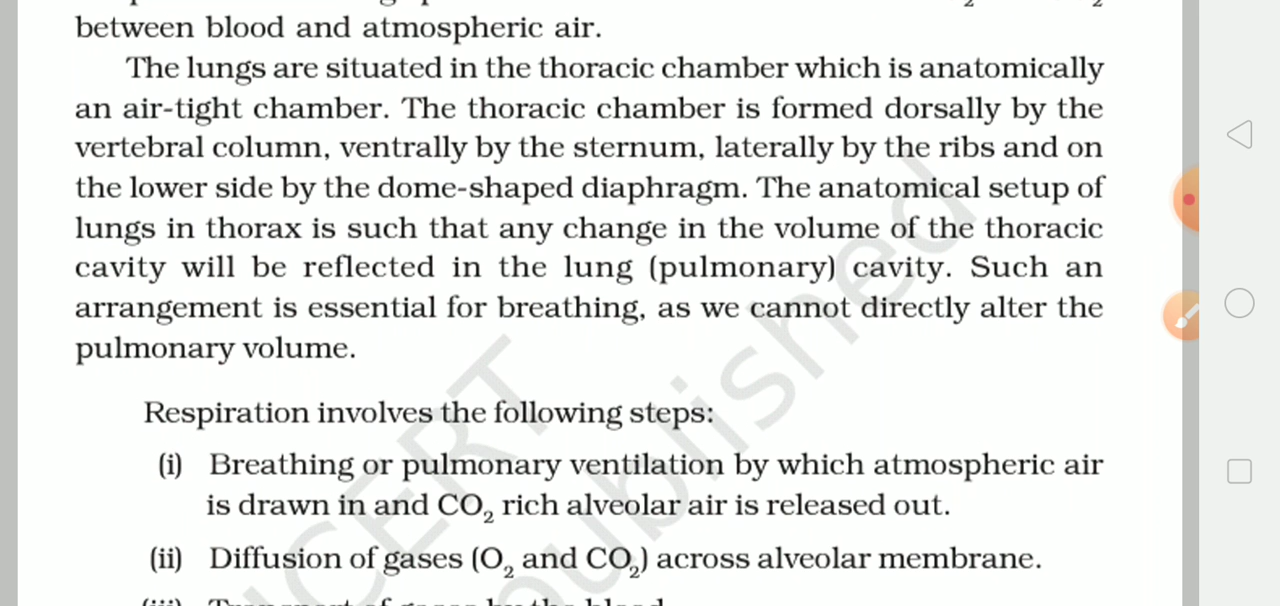 between blood and atmospheric air.
The lungs are situated in the thoracic chamber which is anatomically
an air-tight chamber. The thoracic chamber is formed dorsally by the
vertebral column, ventrally by the sternum, laterally by the ribs and on
the lower side by the dome-shaped diaphragm. The anatomical setup of
lungs in thorax is such that any change in the volume of the thoracic
cavity will be reflected in the lung (pulmonary) cavity. Such an
arrangement is essential for breathing, as we cannot directly alter the
pulmonary volume.
Respiration involves the following steps:
(i) Breathing or pulmonary ventilation by which atmospheric air
is drawn in and CO₂ rich alveolar air is released out.
(ii) Diffusion of gases (O₂ and CO₂) across alveolar membrane.